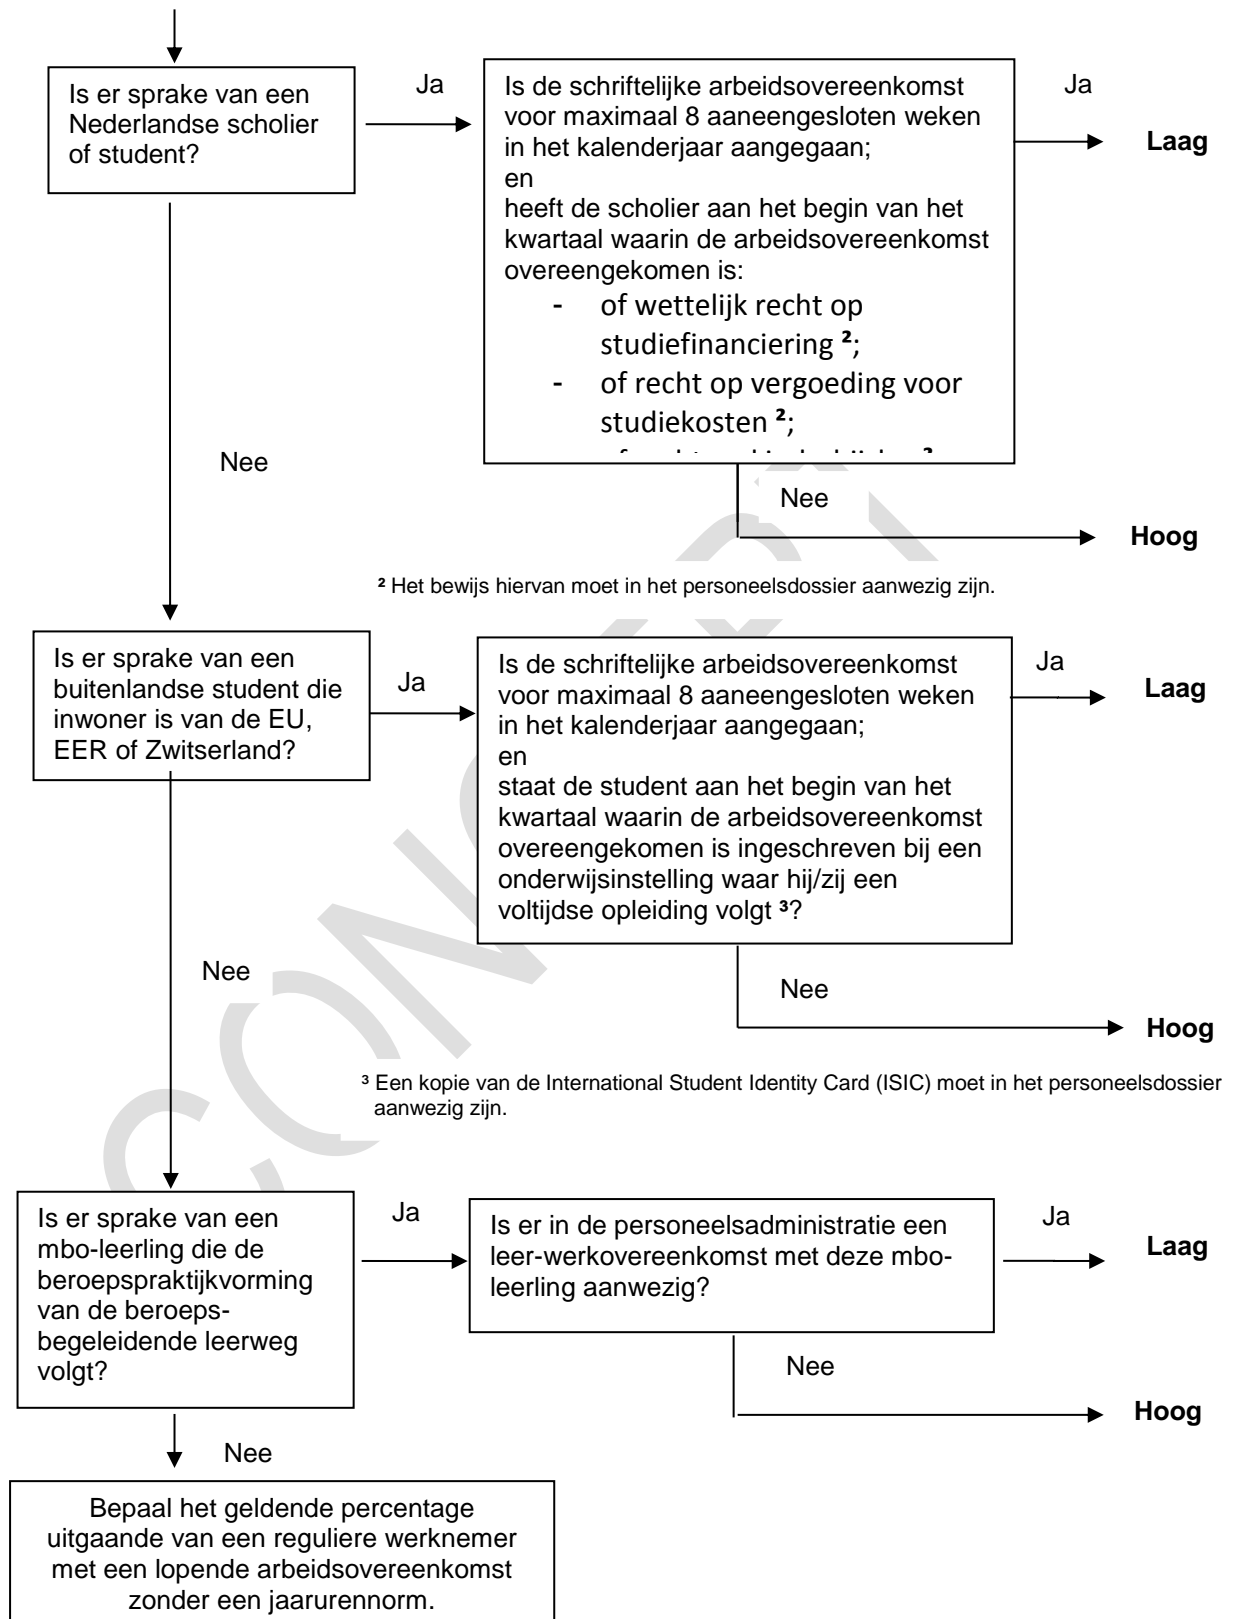 Is er sprake van een
Nederlandse scholier
of student?
Ja
Is de schriftelijke arbeidsovereenkomst
voor maximaal 8 aaneengesloten weken
in het kalenderjaar aangegaan;
en
heeft de scholier aan het begin van het
kwartaal waarin de arbeidsovereenkomst
overeengekomen is:
- of wettelijk recht op
studiefinanciering ²;
- of recht op vergoeding voor
studiekosten ²;
Ja
Laag
Nee
Nee
Hoog
² Het bewijs hiervan moet in het personeelsdossier aanwezig zijn.
Is er sprake van een
buitenlandse student die
inwoner is van de EU,
EER of Zwitserland?
Ja
Is de schriftelijke arbeidsovereenkomst
voor maximaal 8 aaneengesloten weken
in het kalenderjaar aangegaan;
en
staat de student aan het begin van het
kwartaal waarin de arbeidsovereenkomst
overeengekomen is ingeschreven bij een
onderwijsinstelling waar hij/zij een
voltijdse opleiding volgt ³?
Ja
Laag
Nee
Nee
Hoog
³ Een kopie van de International Student Identity Card (ISIC) moet in het personeelsdossier
aanwezig zijn.
Is er sprake van een
mbo-leerling die de
beroepspraktijkvorming
van de beroeps-
begeleidende leerweg
volgt?
Ja
Is er in de personeelsadministratie een
leer-werkovereenkomst met deze mbo-
leerling aanwezig?
Ja
Laag
Nee
Hoog
Nee
Bepaal het geldende percentage
uitgaande van een reguliere werknemer
met een lopende arbeidsovereenkomst
zonder een jaarurennorm.